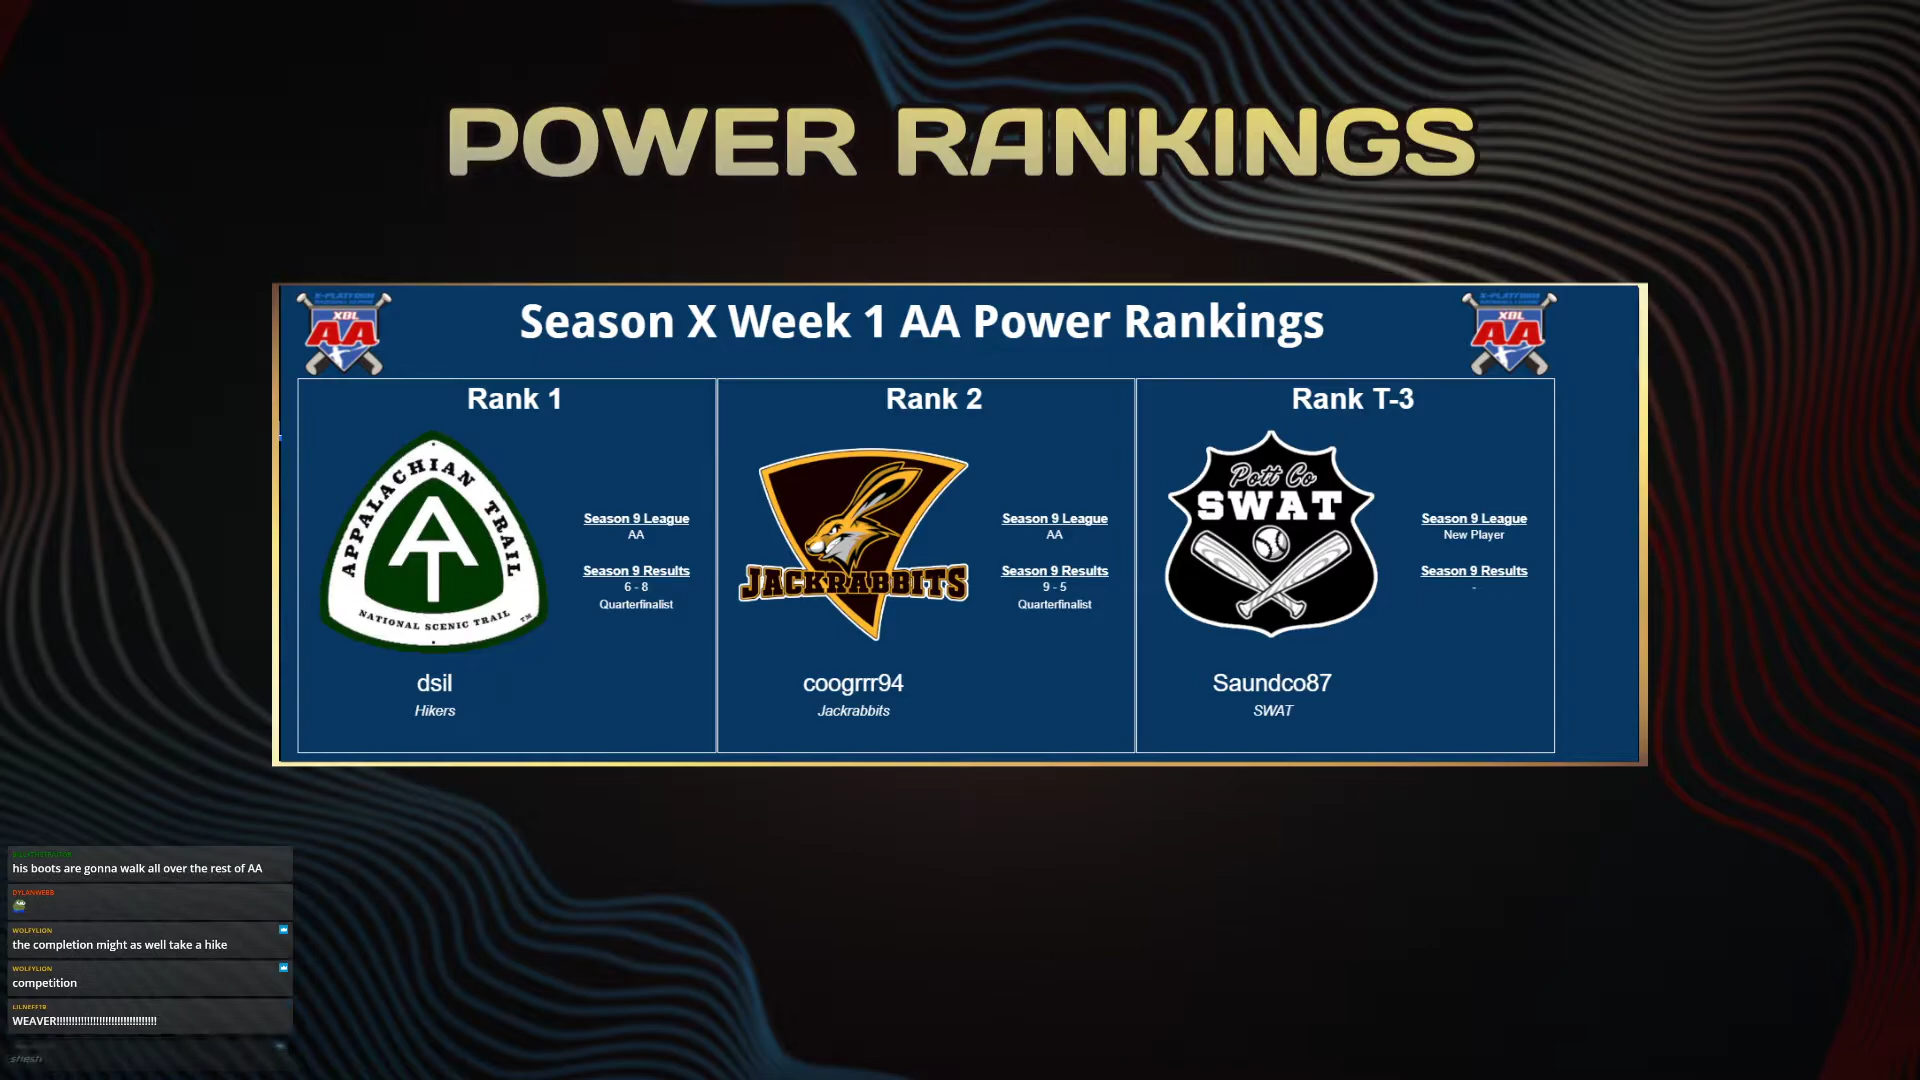 POWER RANKINGS
X-PLATFORM
XBL
AA
Season X Week 1 AA Power Rankings
XBL
AA
Rank 1
APPALACHIAN TRAIL
AT
NATIONAL SCENIC TRAIL ™
Season 9 League
AA
Season 9 Results
6 - 8
Quarterfinalist
dsil
Hikers
Rank 2
JACKRABBITS
Season 9 League
AA
Season 9 Results
9 - 5
Quarterfinalist
coogrrr94
Jackrabbits
Rank T-3
Pott Co
SWAT
Season 9 League
New Player
Season 9 Results
-
Saundco87
SWAT
his boots are gonna walk all over the rest of AA
DYLANWEBB
WOLFYLION
the completion might as well take a hike
WOLFYLION
competition
LILNEFF19
WEAVER!!!!!!!!!!!!!!!!!!!!!!!!!!!!!!!!!!